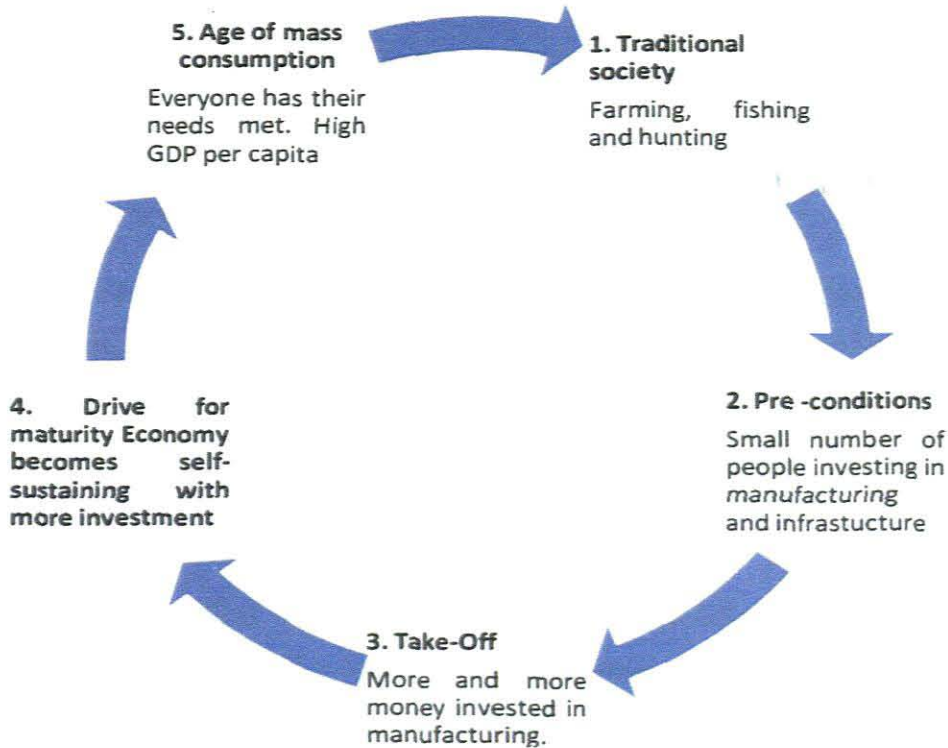 1. Traditional
society
Farming, fishing
and hunting
2. Pre -conditions
Small number of
people investing in
manufacturing
and infrastucture
3. Take-Off
More and more
money invested in
manufacturing.
4. Drive for
maturity Economy
becomes self-
sustaining with
more investment
5. Age of mass
consumption
Everyone has their
needs met. High
GDP per capita